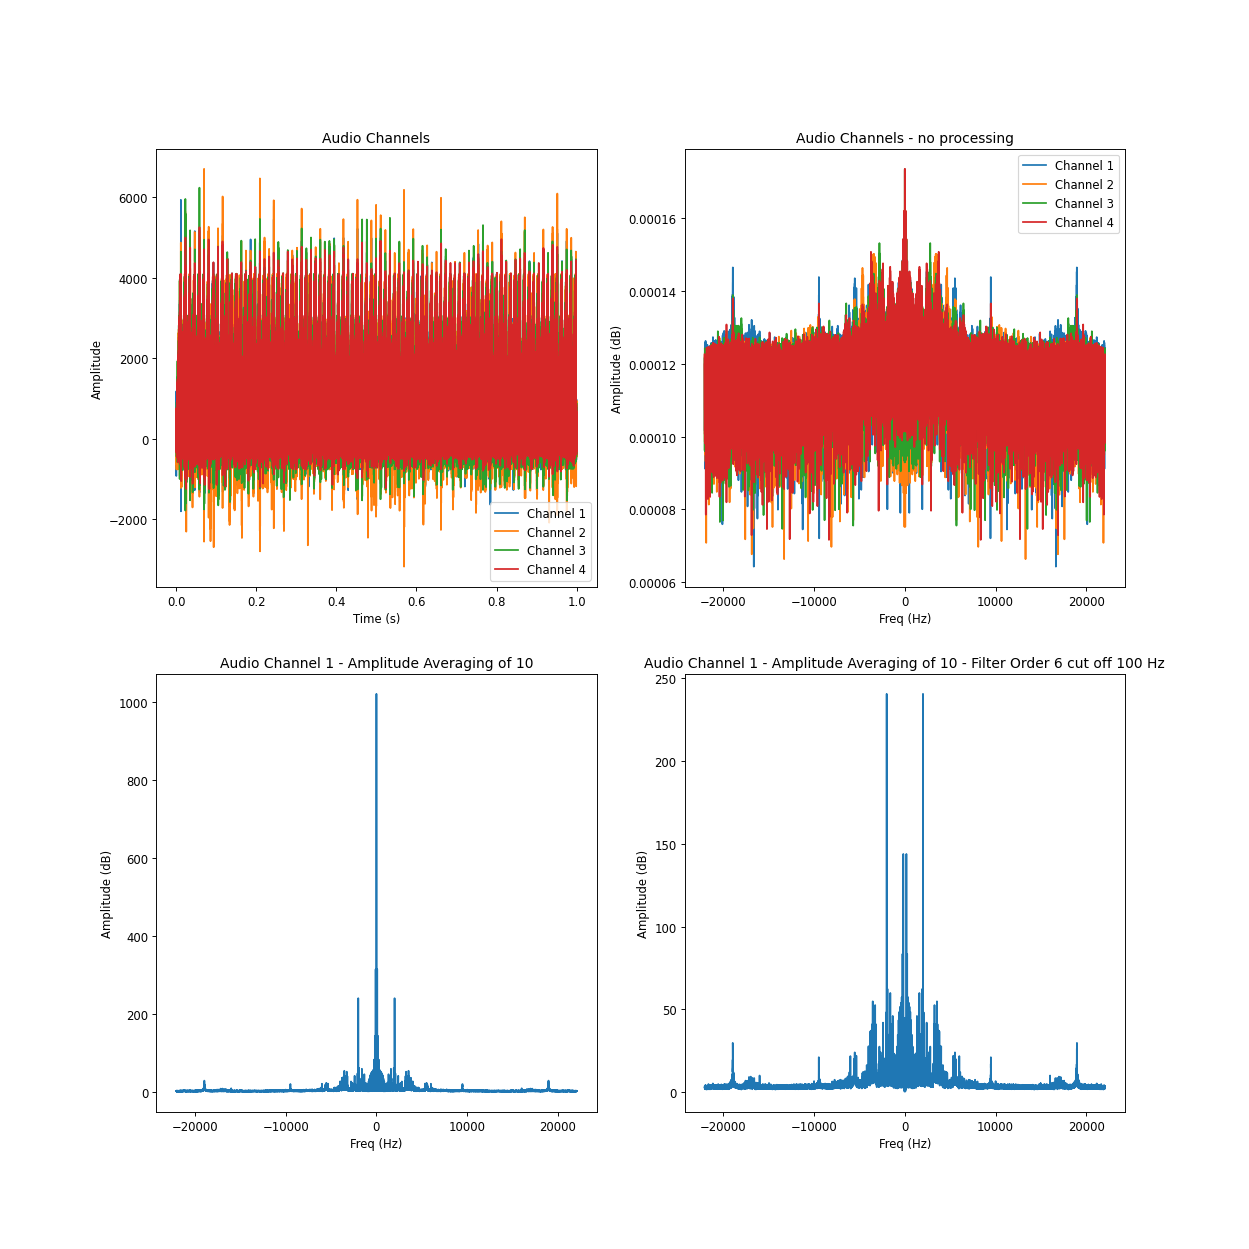 Audio Channels
6000
4000
2000
0
−2000
Amplitude
0.0 0.2 0.4 0.6 0.8 1.0
Time (s)
Channel 1
Channel 2
Channel 3
Channel 4
Audio Channels - no processing
0.00016
0.00014
0.00012
0.00010
0.00008
0.00006
Amplitude (dB)
−20000 −10000 0 10000 20000
Freq (Hz)
Channel 1
Channel 2
Channel 3
Channel 4
Audio Channel 1 - Amplitude Averaging of 10
1000
800
600
400
200
0
Amplitude (dB)
−20000 −10000 0 10000 20000
Freq (Hz)
Audio Channel 1 - Amplitude Averaging of 10 - Filter Order 6 cut off 100 Hz
250
200
150
100
50
0
Amplitude (dB)
−20000 −10000 0 10000 20000
Freq (Hz)